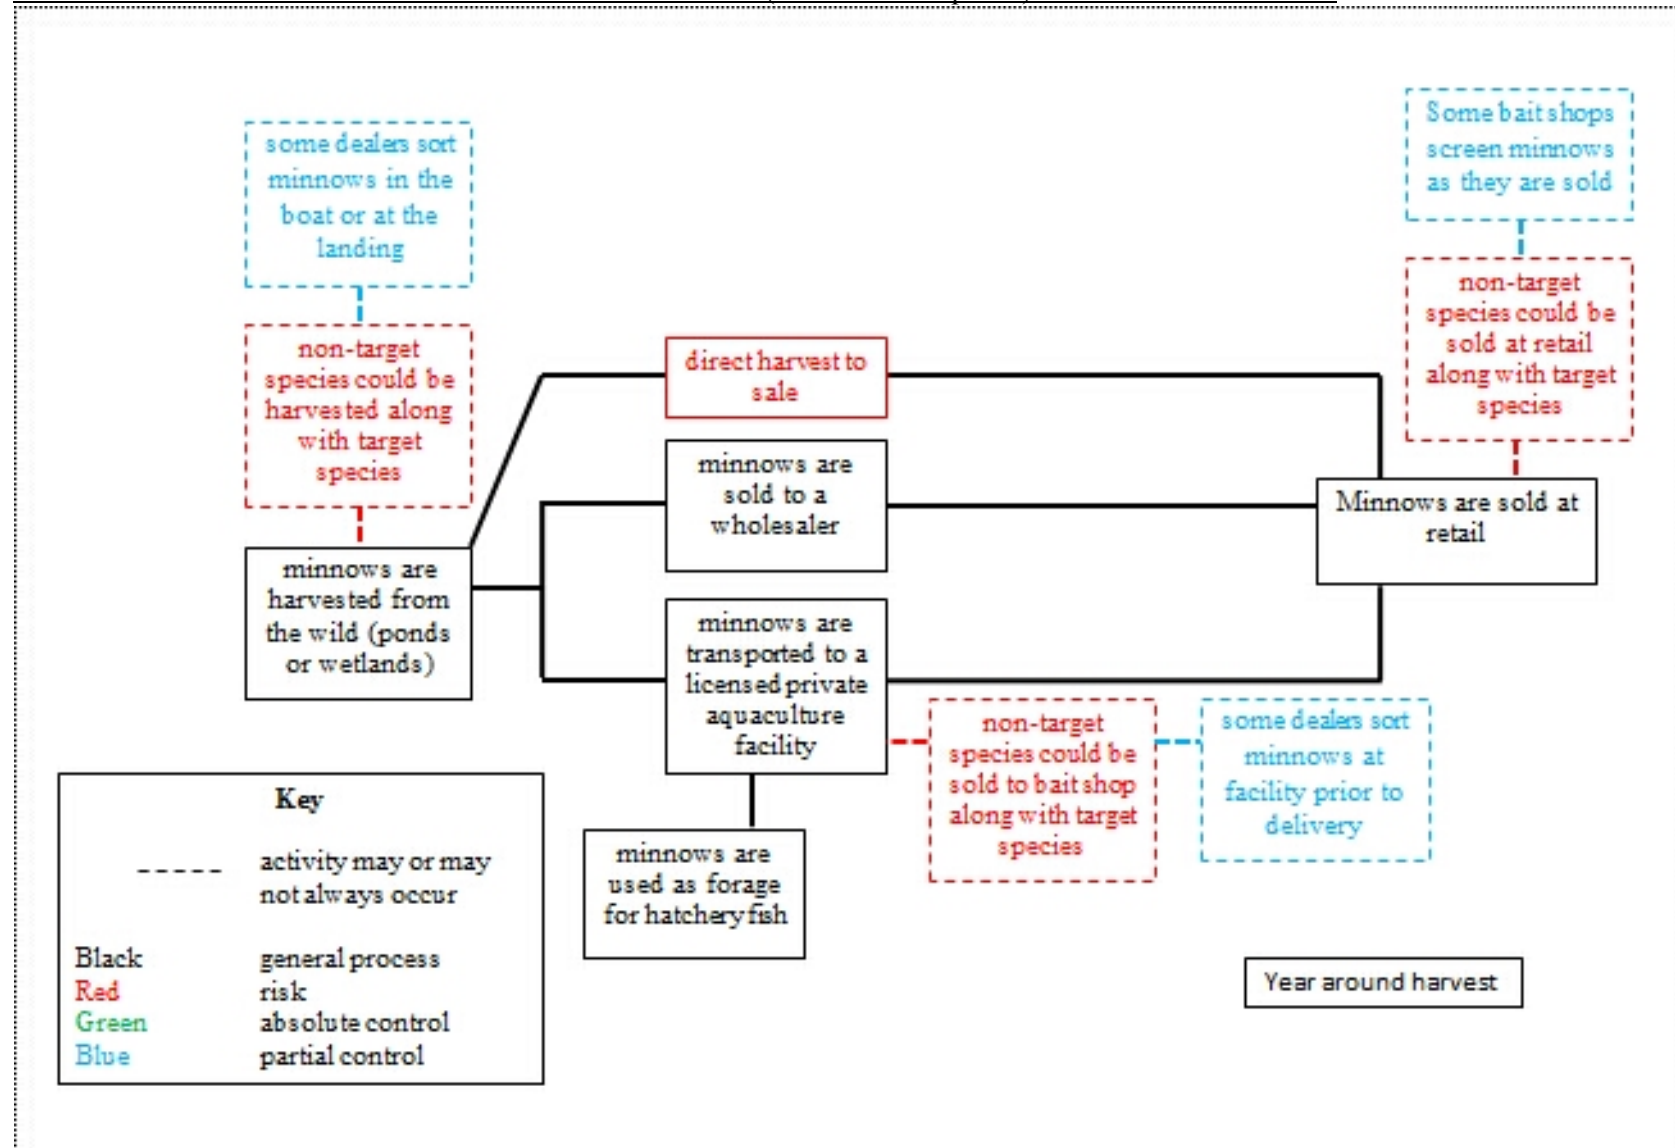 some dealers sort
minnows in the
boat or at the
landing
non-target
species could be
harvested along
with target
species
minnows are
harvested from
the wild (ponds
or wetlands)
direct harvest to
sale
minnows are
sold to a
wholesaler
minnows are
transported to a
licensed private
aquaculture
facility
minnows are
used as forage
for hatchery fish
Some bait shops
screen minnows
as they are sold
non-target
species could be
sold at retail
along with target
species
Minnows are sold at
retail
non-target
species could be
sold to bait shop
along with target
species
some dealers sort
minnows at
facility prior to
delivery
Key
activity may or may
not always occur
Black general process
Red risk
Green absolute control
Blue partial control
Year around harvest